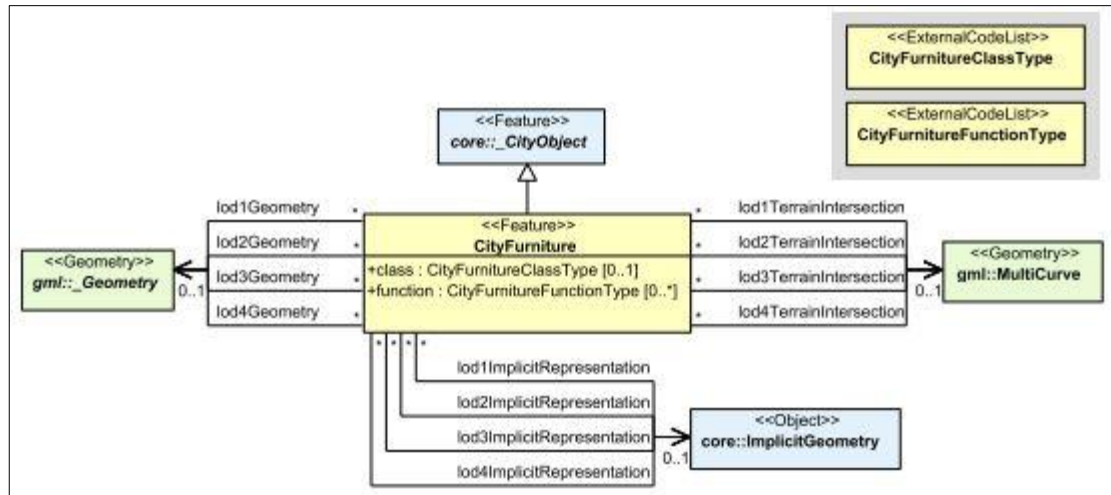 <<ExternalCodeList>>
CityFurnitureClassType
<<ExternalCodeList>>
CityFurnitureFunctionType
<<Feature>>
core::_CityObject
lod1Geometry *
lod2Geometry *
lod3Geometry *
lod4Geometry *
<<Geometry>>
gml::_Geometry
0..1
<<Feature>>
CityFurniture
+class : CityFurnitureClassType [0..1]
+function : CityFurnitureFunctionType [0..*]
* lod1TerrainIntersection
* lod2TerrainIntersection
* lod3TerrainIntersection
* lod4TerrainIntersection
<<Geometry>>
gml::MultiCurve
0..1
* * * *
lod1ImplicitRepresentation
lod2ImplicitRepresentation
lod3ImplicitRepresentation
lod4ImplicitRepresentation
<<Object>>
core::ImplicitGeometry
0..1